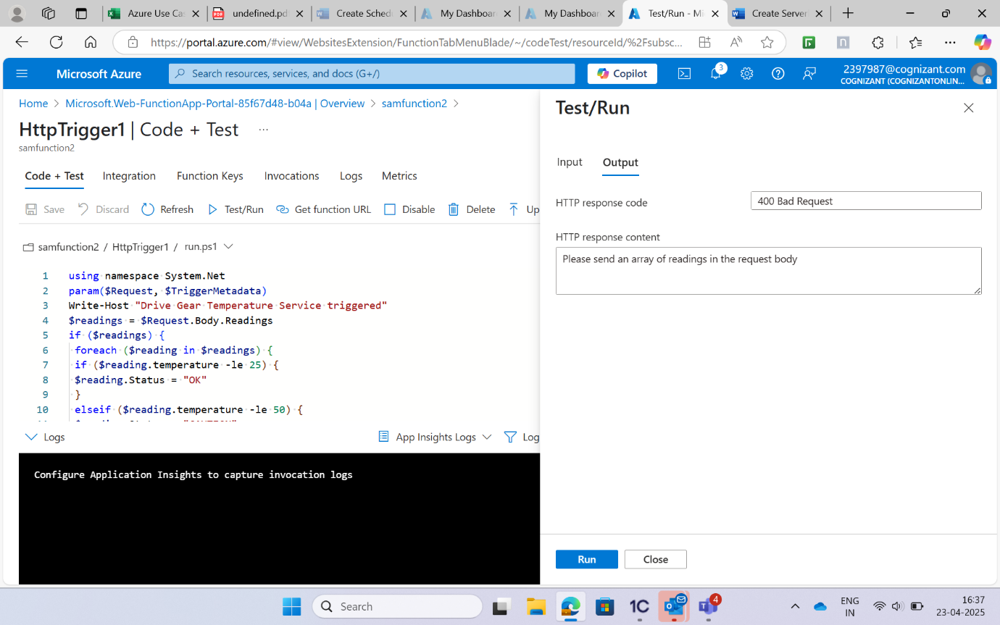 Azure Use Cas
undefined.pdf
Create Schedu
My Dashboar
My Dashboar
Test/Run - Mi
Create Server
https://portal.azure.com/#view/WebsitesExtension/FunctionTabMenuBlade/~/codeTest/resourceId/%2Fsubsc...
Microsoft Azure
Search resources, services, and docs (G+/)
Copilot
3
2397987@cognizant.com
COGNIZANT (COGNIZANTONLIN...
Home > Microsoft.Web-FunctionApp-Portal-85f67d48-b04a | Overview > samfunction2 >
HttpTrigger1 | Code + Test ...
samfunction2
Code + Test Integration Function Keys Invocations Logs Metrics
Save Discard Refresh Test/Run Get function URL Disable Delete Up
samfunction2 / HttpTrigger1 / run.ps1
1 using namespace System.Net
2 param($Request, $TriggerMetadata)
3 Write-Host "Drive Gear Temperature Service triggered"
4 $readings = $Request.Body.Readings
5 if ($readings) {
6 foreach ($reading in $readings) {
7 if ($reading.temperature -le 25) {
8 $reading.Status = "OK"
9 }
10 elseif ($reading.temperature -le 50) {
Logs
App Insights Logs
Log
Configure Application Insights to capture invocation logs
Test/Run
Input Output
HTTP response code
400 Bad Request
HTTP response content
Please send an array of readings in the request body
Run
Close
Search
1C
4
ENG
IN
16:37
23-04-2025